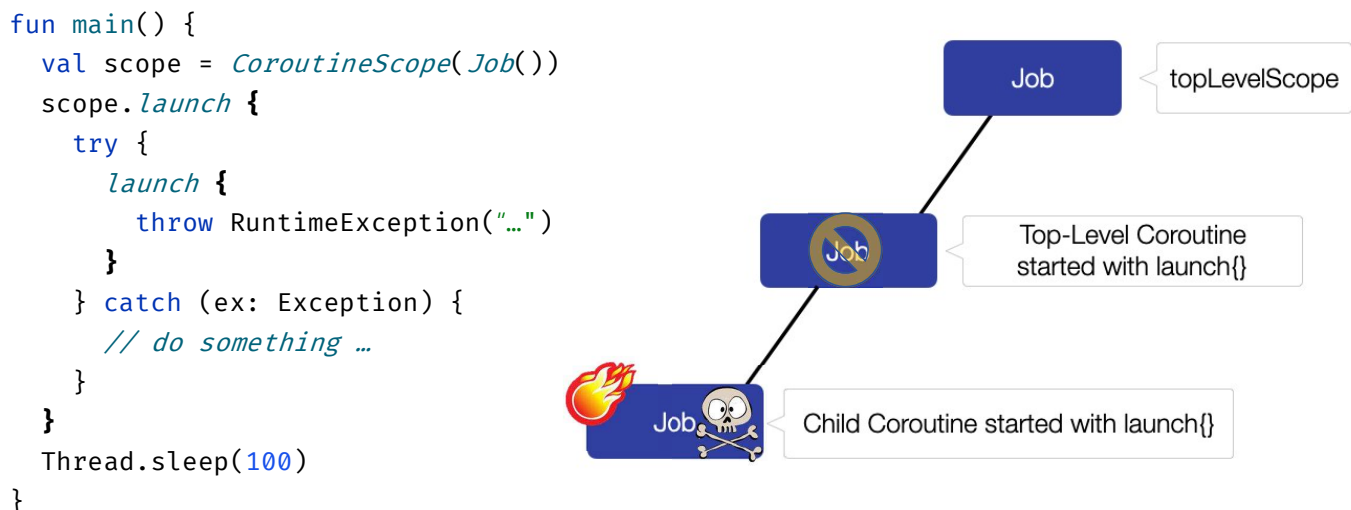 fun main() {
  val scope = CoroutineScope(Job())
  scope.launch {
    try {
      launch {
        throw RuntimeException(“…")
      }
    } catch (ex: Exception) {
      // do something …
    }
  }
  Thread.sleep(100)
}
Job
topLevelScope
Job
Top-Level Coroutine
started with launch{}
Job
Child Coroutine started with launch{}